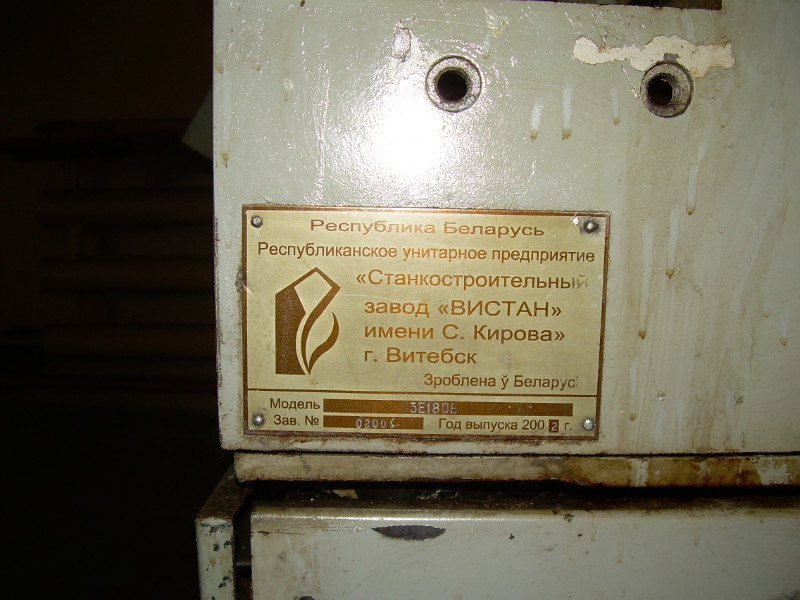 Республика Беларусь
Республиканское унитарное предприятие
«Станкостроительный
завод «ВИСТАН»
имени С. Кирова»
г. Витебск
Зроблена ў Беларусі
Модель
Зав. №
Год выпуска 2002 г.